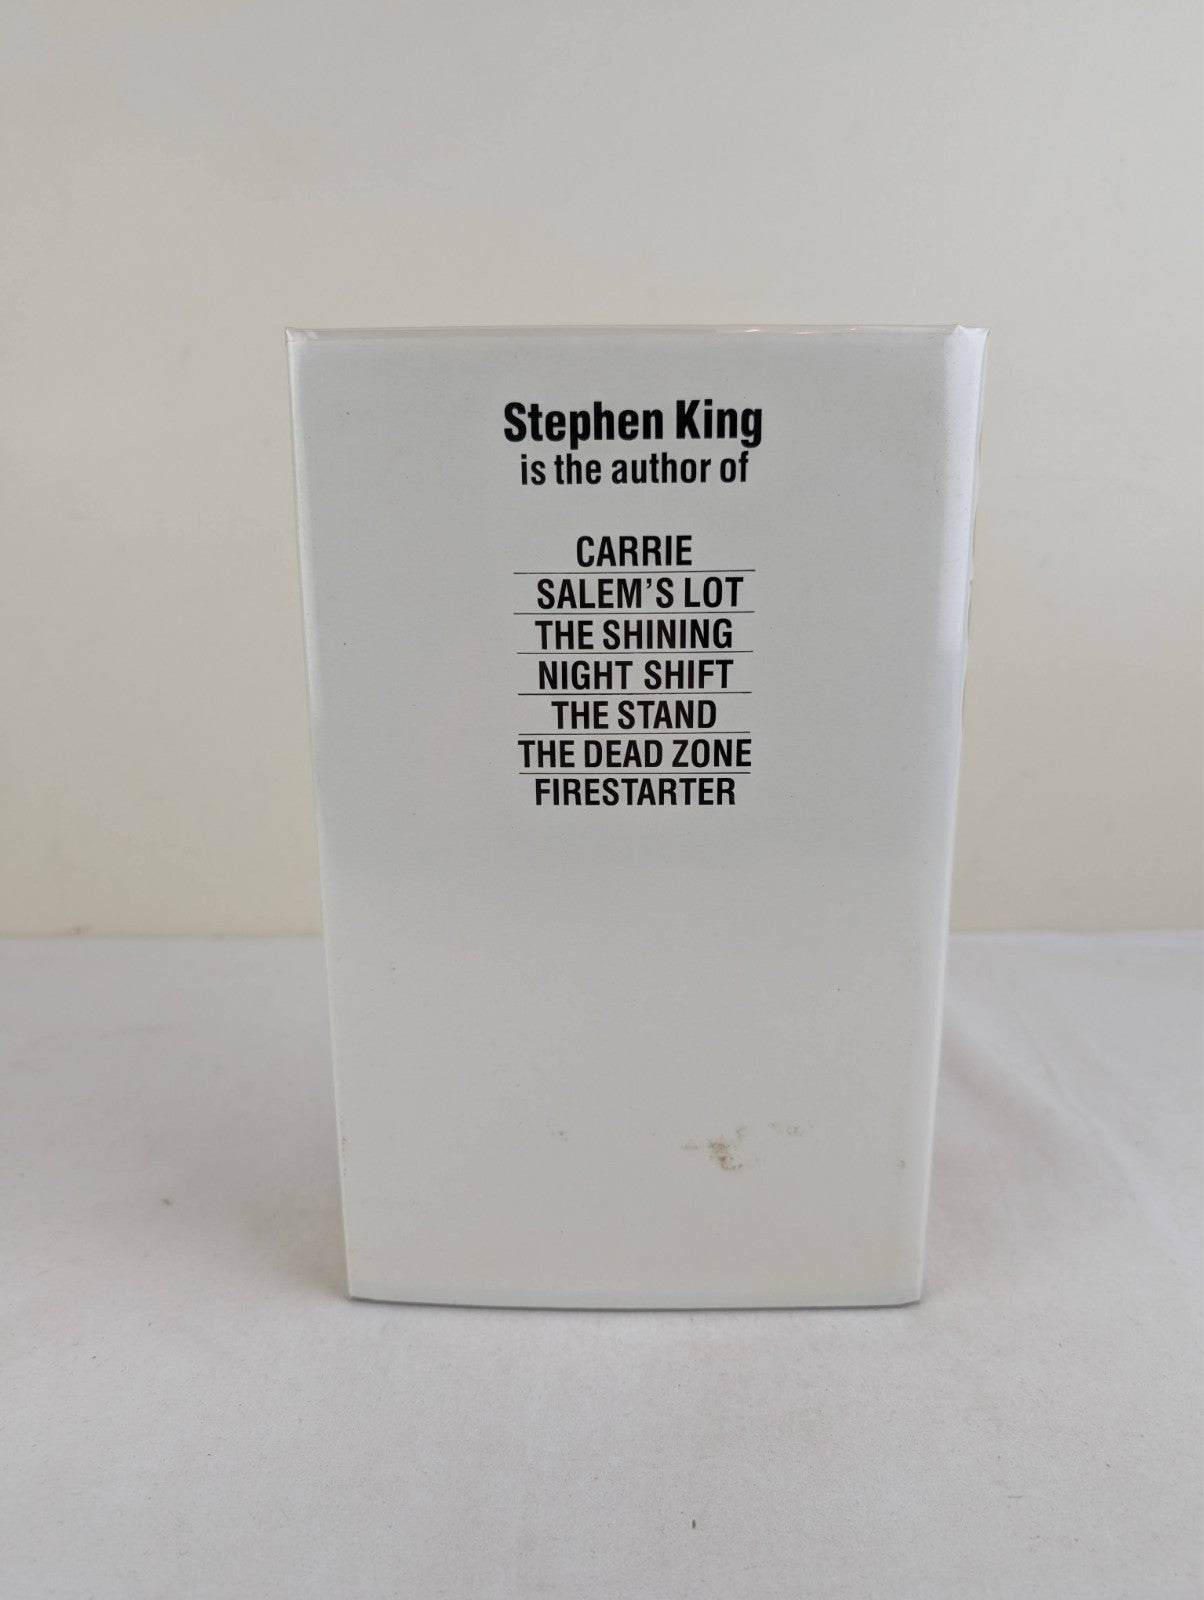 Stephen King
is the author of
CARRIE
SALEM'S LOT
THE SHINING
NIGHT SHIFT
THE STAND
THE DEAD ZONE
FIRESTARTER